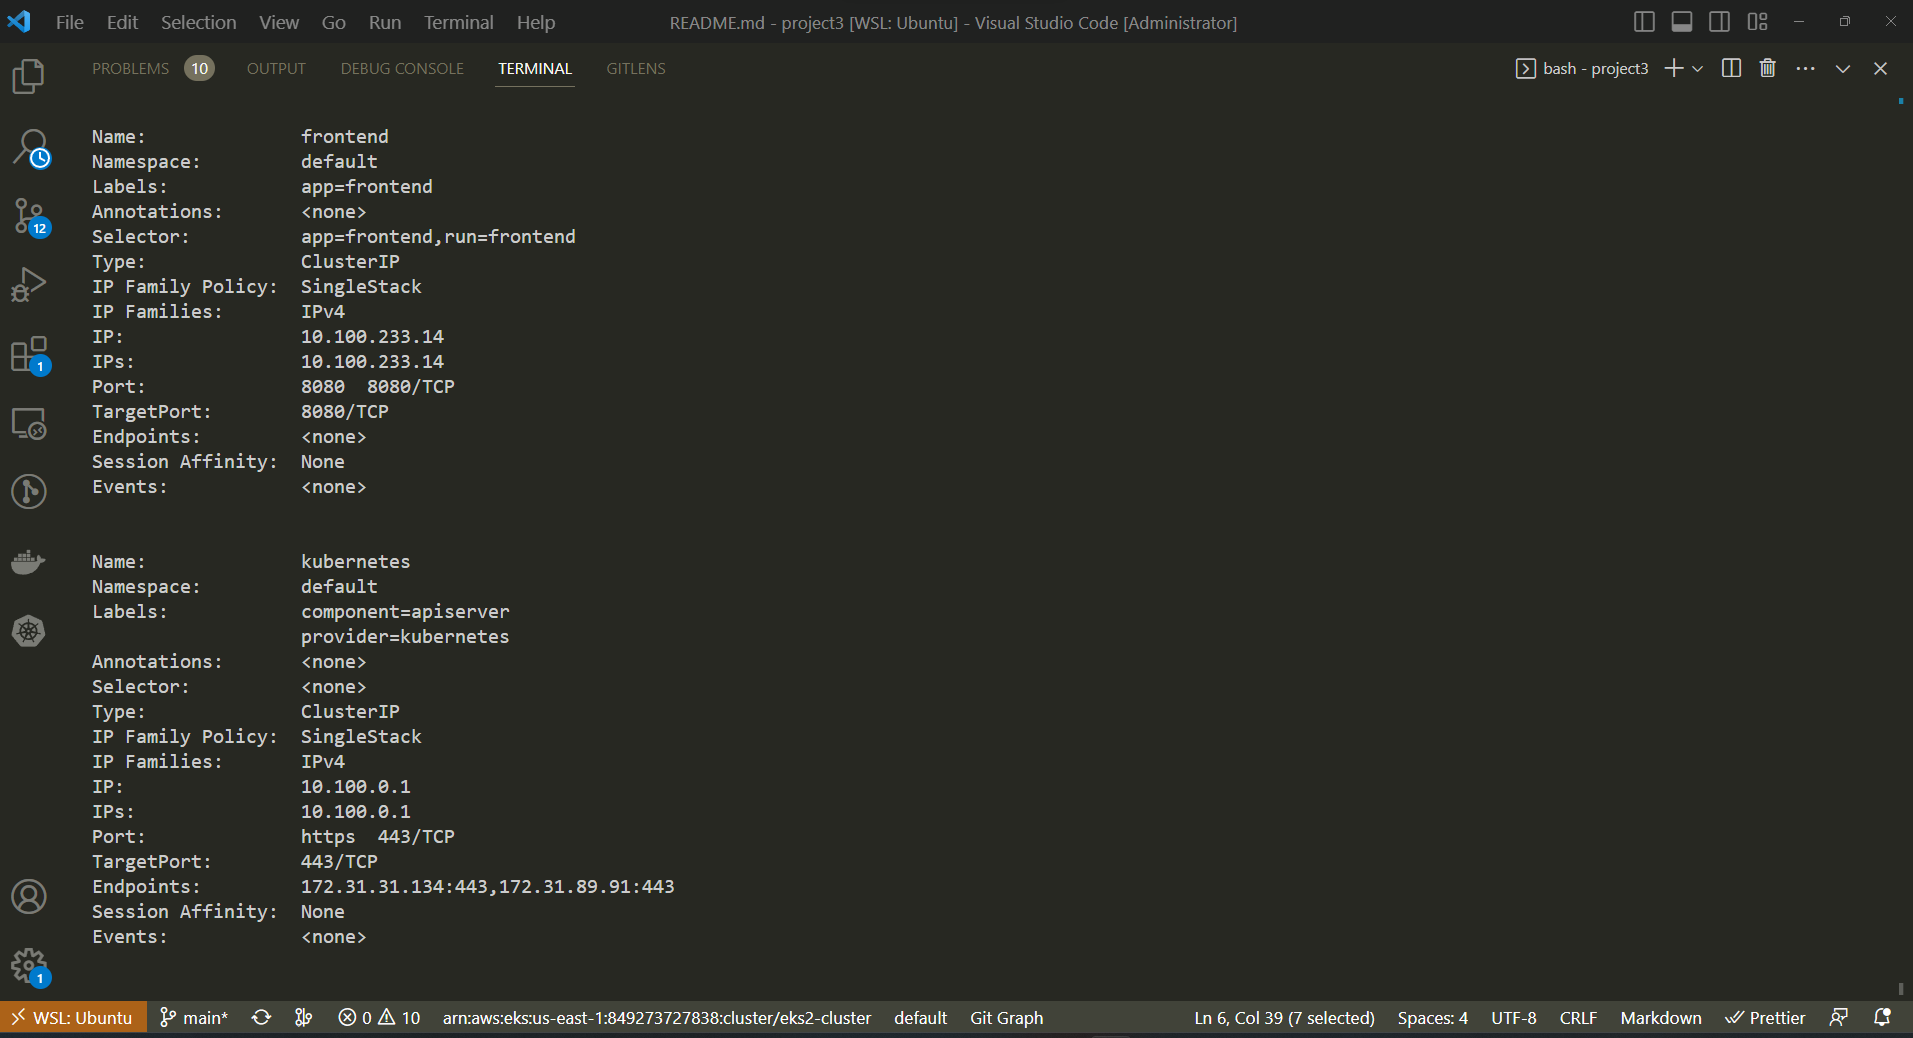 File Edit Selection View Go Run Terminal Help README.md - project3 [WSL: Ubuntu] - Visual Studio Code [Administrator]
PROBLEMS 10 OUTPUT DEBUG CONSOLE TERMINAL GITLENS bash - project3
Name: frontend
Namespace: default
Labels: app=frontend
Annotations: <none>
Selector: app=frontend,run=frontend
Type: ClusterIP
IP Family Policy: SingleStack
IP Families: IPv4
IP: 10.100.233.14
IPs: 10.100.233.14
Port: 8080 8080/TCP
TargetPort: 8080/TCP
Endpoints: <none>
Session Affinity: None
Events: <none>
Name: kubernetes
Namespace: default
Labels: component=apiserver
provider=kubernetes
Annotations: <none>
Selector: <none>
Type: ClusterIP
IP Family Policy: SingleStack
IP Families: IPv4
IP: 10.100.0.1
IPs: 10.100.0.1
Port: https 443/TCP
TargetPort: 443/TCP
Endpoints: 172.31.31.134:443,172.31.89.91:443
Session Affinity: None
Events: <none>
12
1
1
WSL: Ubuntu main* 0 10 arn:aws:eks:us-east-1:849273727838:cluster/eks2-cluster default Git Graph Ln 6, Col 39 (7 selected) Spaces: 4 UTF-8 CRLF Markdown Prettier